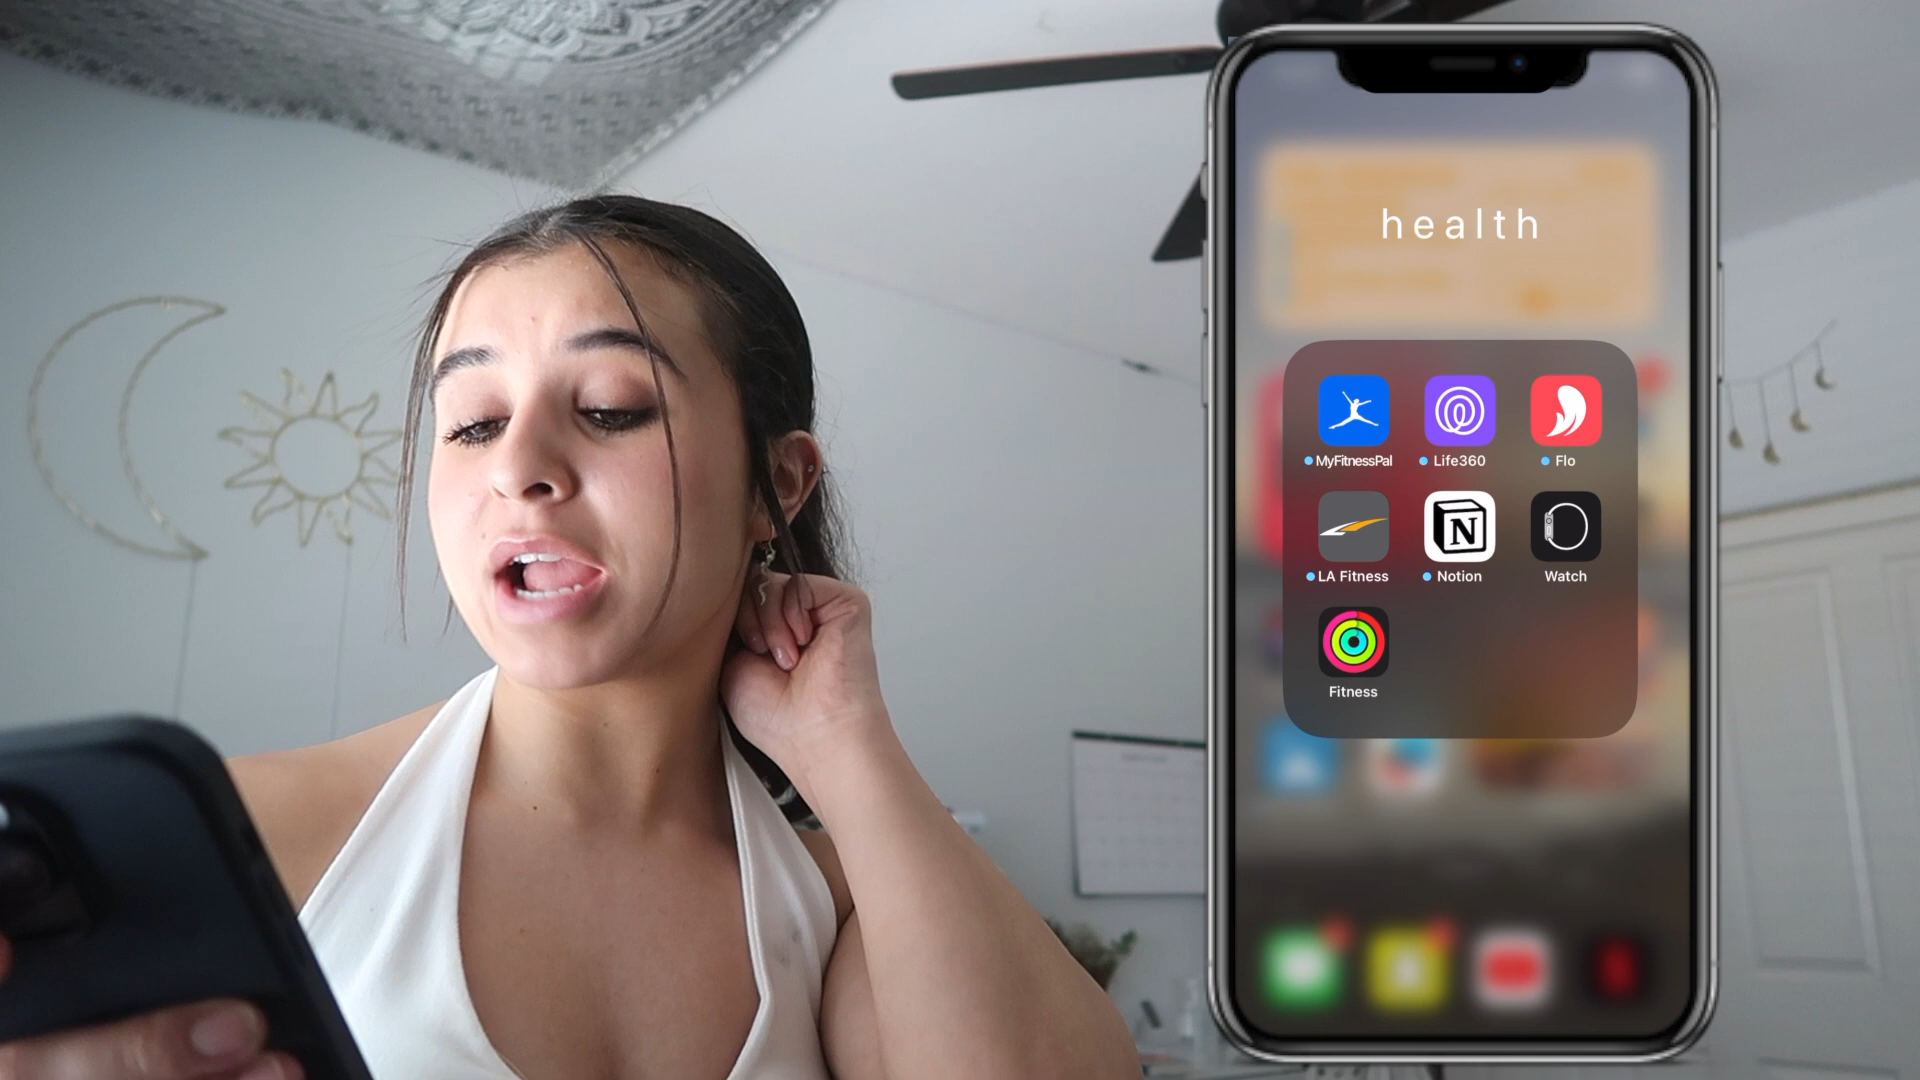 health
MyFitnessPal Life360 Flo
N
LA Fitness Notion Watch
Fitness